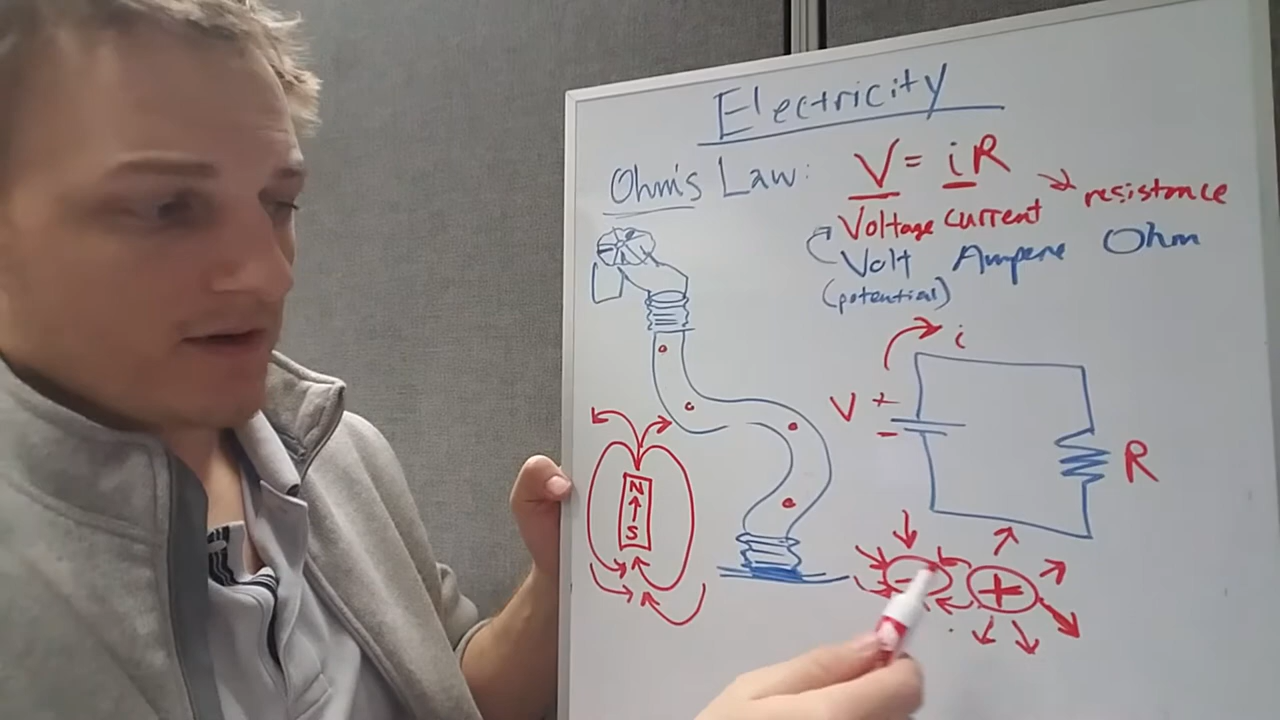 Electricity
Ohm's Law: V = iR
Voltage Current resistance
Volt Ampere Ohm
(potential)
i
V + -
R
N
S
- +